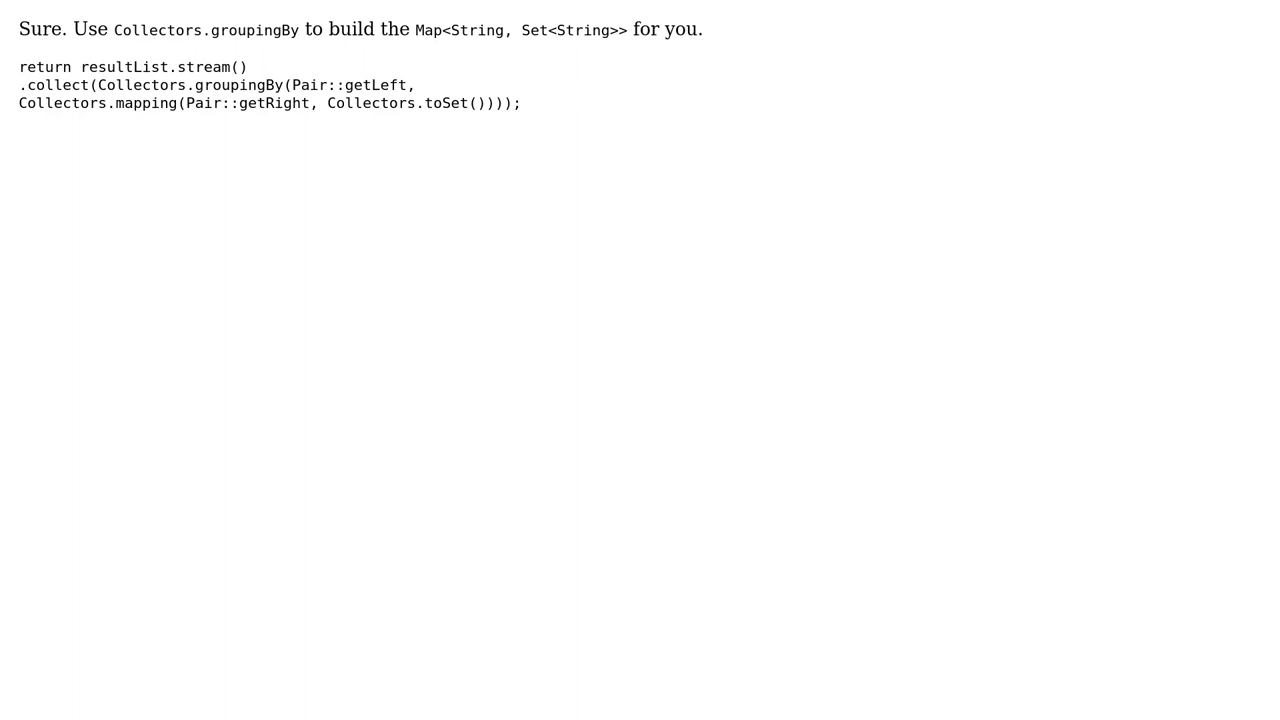 Sure. Use Collectors.groupingBy to build the Map<String, Set<String>> for you.
return resultList.stream()
.collect(Collectors.groupingBy(Pair::getLeft,
Collectors.mapping(Pair::getRight, Collectors.toSet())));